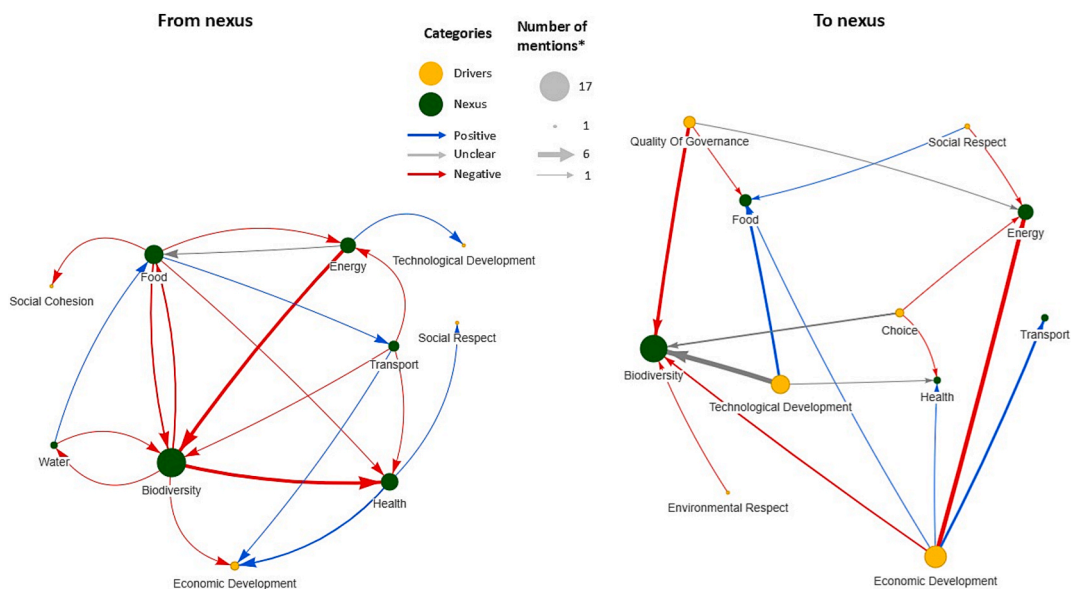 From nexus
To nexus
Categories
Number of
mentions*
Drivers
17
Nexus
1
Positive
Unclear
6
Negative
1
Food
Energy
Technological Development
Social Cohesion
Social Respect
Transport
Water
Biodiversity
Health
Economic Development
Quality Of Governance
Social Respect
Food
Energy
Choice
Transport
Biodiversity
Technological Development
Health
Environmental Respect
Economic Development